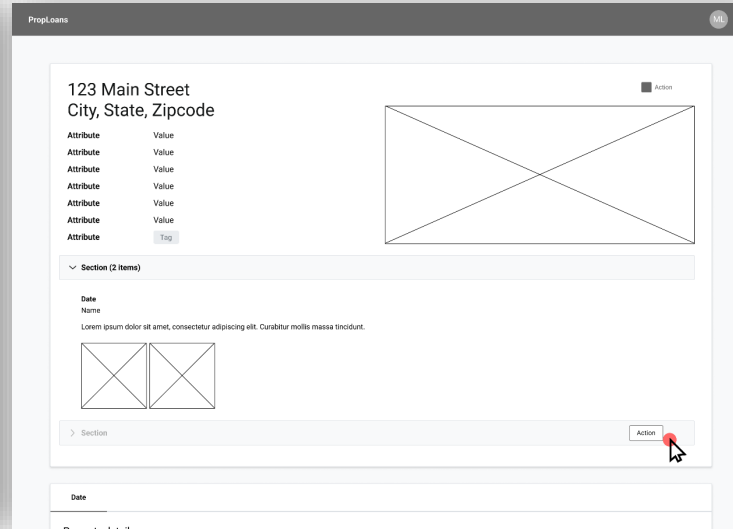 PropLoans
ML
123 Main Street
City, State, Zipcode
Action
Attribute Value
Attribute Value
Attribute Value
Attribute Value
Attribute Value
Attribute Value
Attribute Tag
Section (2 items)
Date
Name
Lorem ipsum dolor sit amet, consectetur adipiscing elit. Curabitur mollis massa tincidunt.
Section
Action
Date